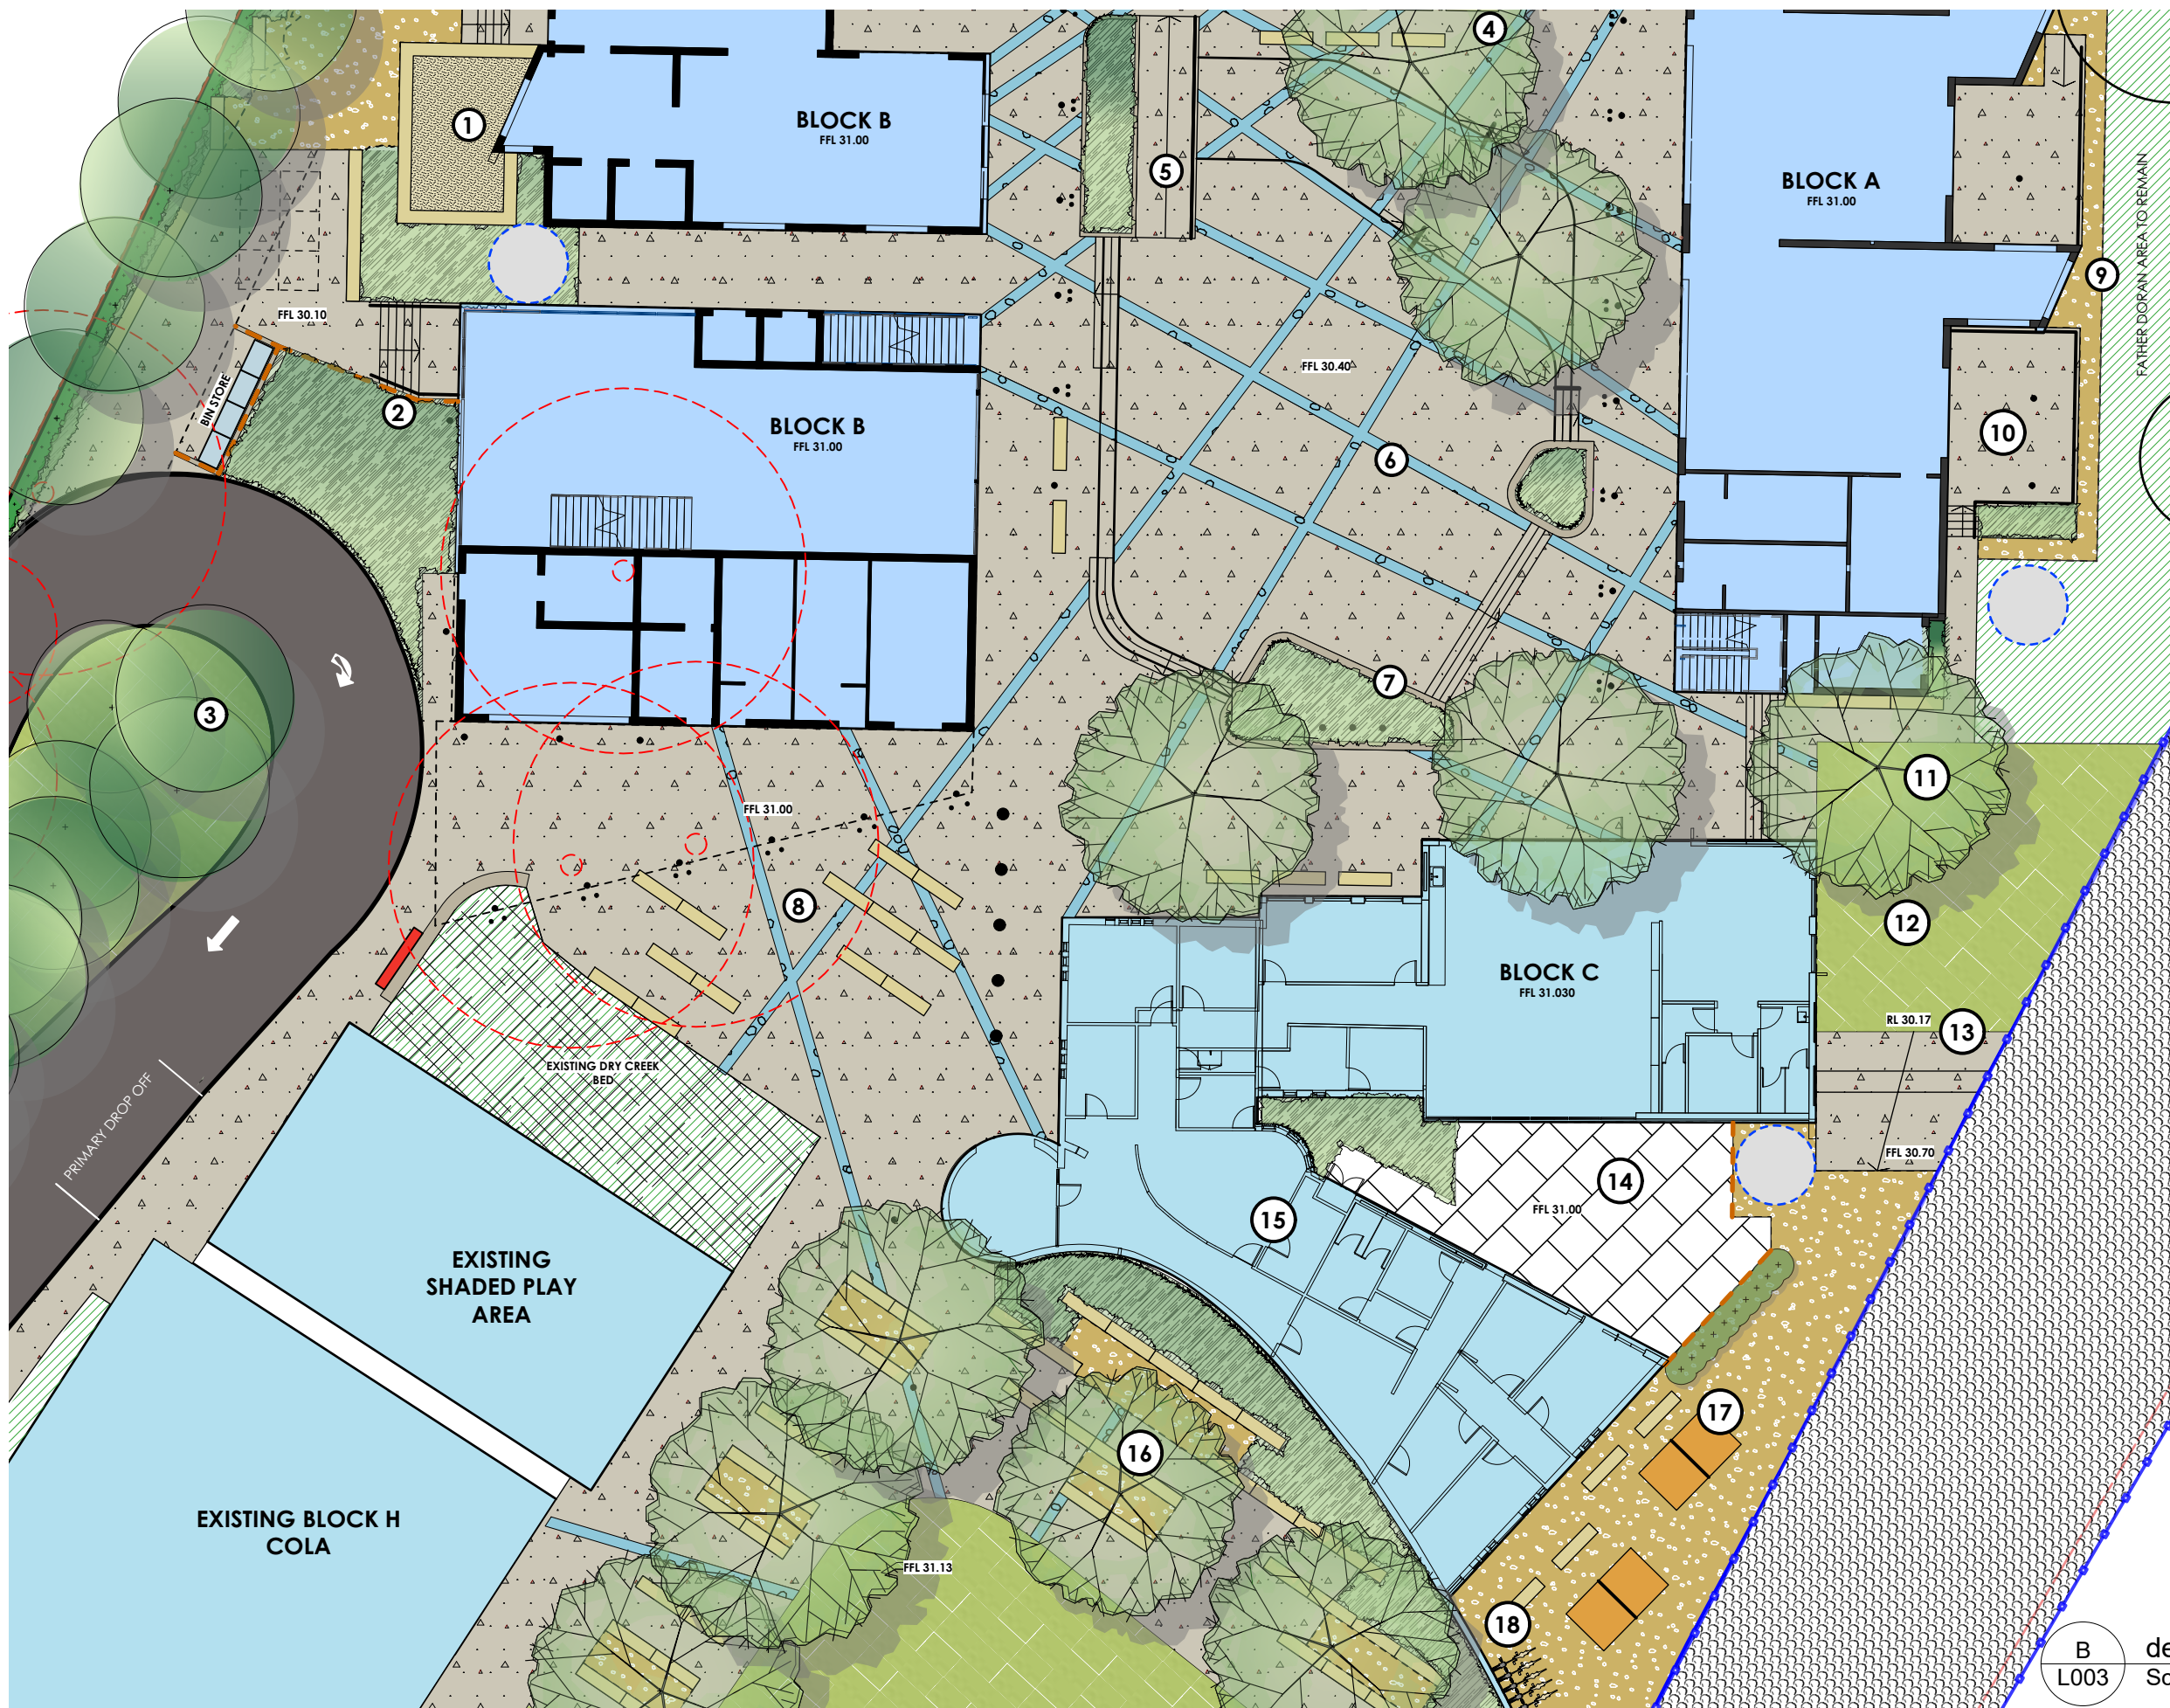 4
1
BLOCK B
FFL 31.00
5
BLOCK A
FFL 31.00
FATHER DORAN AREA TO REMAIN
9
FFL 30.10
FFL 30.40
BIN STORE
2
BLOCK B
FFL 31.00
6
10
7
3
11
FFL 31.00
8
12
BLOCK C
FFL 31.030
RL 30.17
13
EXISTING DRY CREEK
BED
PRIMARY DROP OFF
FFL 30.70
14
FFL 31.00
15
EXISTING
SHADED PLAY
AREA
17
16
EXISTING BLOCK H
COLA
FFL 31.13
18
B
L003
de
Sc